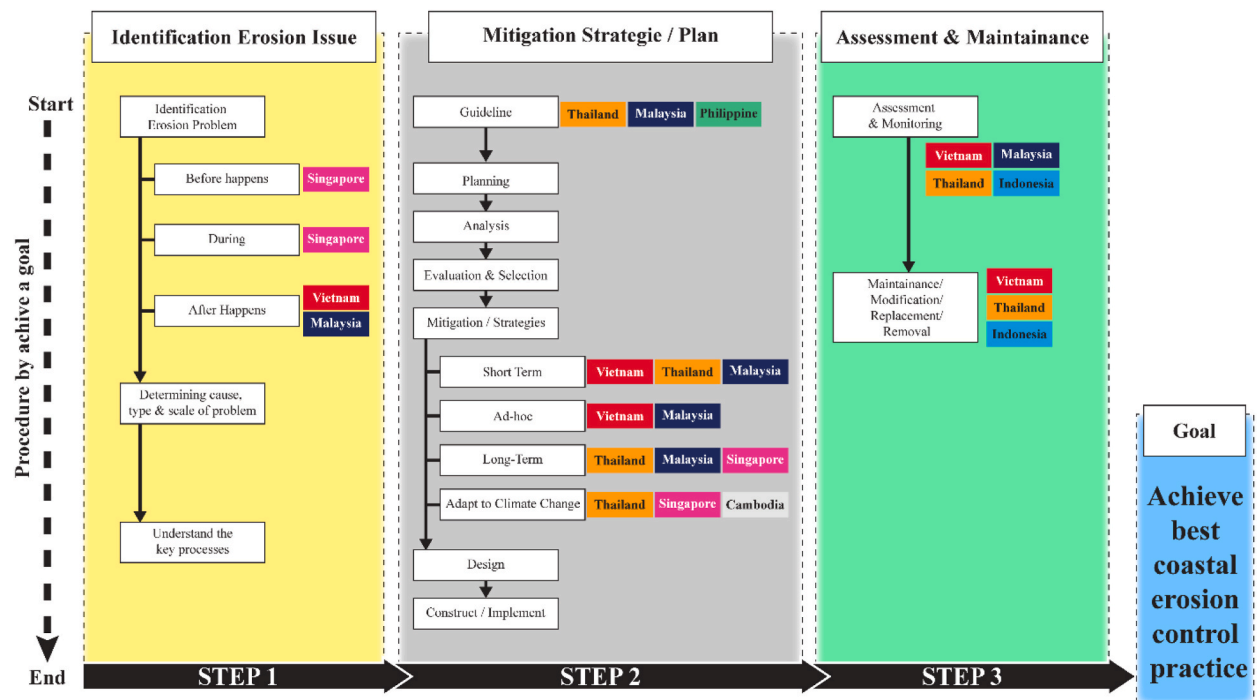 Identification Erosion Issue
Mitigation Strategie / Plan
Assessment & Maintainance
Start
End
Procedure by achive a goal
Identification
Erosion Problem
Before happens
Singapore
During
Singapore
After Happens
Vietnam
Malaysia
Determining cause,
type & scale of problem
Understand the
key processes
Guideline
Thailand
Malaysia
Philippine
Planning
Analysis
Evaluation & Selection
Mitigation / Strategies
Short Term
Vietnam
Thailand
Malaysia
Ad-hoc
Vietnam
Malaysia
Long-Term
Thailand
Malaysia
Singapore
Adapt to Climate Change
Thailand
Singapore
Cambodia
Design
Construct / Implement
Assessment
& Monitoring
Vietnam
Malaysia
Thailand
Indonesia
Maintainance/
Modification/
Replacement/
Removal
Vietnam
Thailand
Indonesia
Goal
Achieve
best
coastal
erosion
control
practice
STEP 1
STEP 2
STEP 3